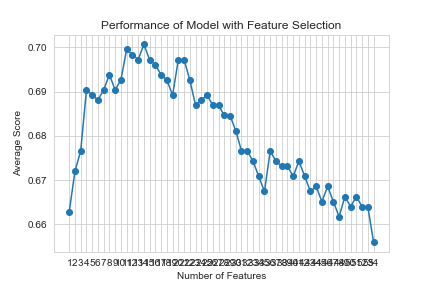 Performance of Model with Feature Selection
Average Score
0.70
0.69
0.68
0.67
0.66
Number of Features